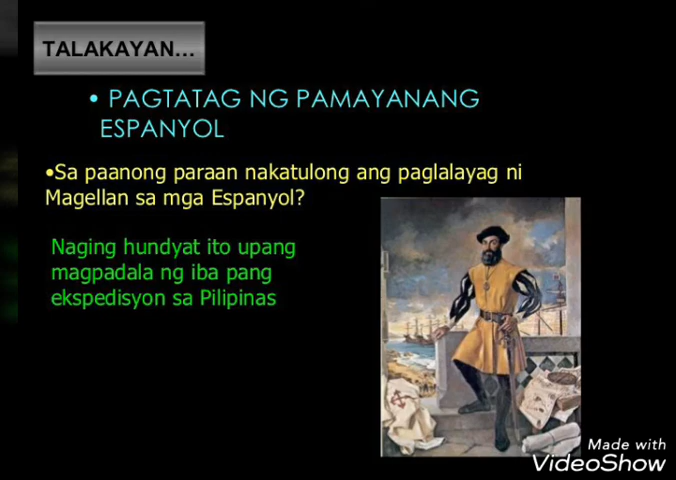 TALAKAYAN...
• PAGTATAG NG PAMAYANANG
ESPANYOL
•Sa paanong paraan nakatulong ang paglalayag ni
Magellan sa mga Espanyol?
Naging hundyat ito upang
magpadala ng iba pang
ekspedisyon sa Pilipinas
Made with
VideoShow